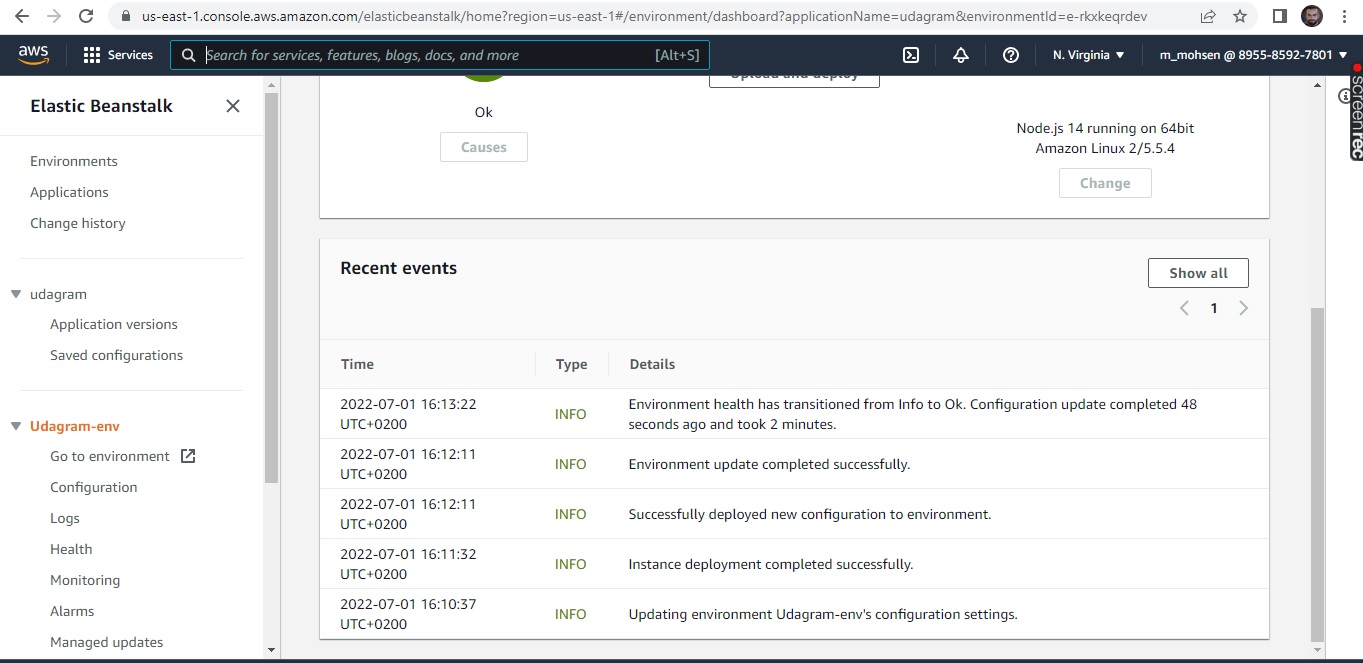 us-east-1.console.aws.amazon.com/elasticbeanstalk/home?region=us-east-1#/environment/dashboard?applicationName=udagram&environmentId=e-rkxkeqrdev
aws
Services
Search for services, features, blogs, docs, and more
[Alt+S]
N. Virginia
m_mohsen @ 8955-8592-7801
screenrec
Elastic Beanstalk
Environments
Applications
Change history
udagram
Application versions
Saved configurations
Udagram-env
Go to environment
Configuration
Logs
Health
Monitoring
Alarms
Managed updates
Upload and deploy
Ok
Causes
Node.js 14 running on 64bit
Amazon Linux 2/5.5.4
Change
Recent events
Show all
1
Time Type Details
2022-07-01 16:13:22
UTC+0200
INFO
Environment health has transitioned from Info to Ok. Configuration update completed 48
seconds ago and took 2 minutes.
2022-07-01 16:12:11
UTC+0200
INFO
Environment update completed successfully.
2022-07-01 16:12:11
UTC+0200
INFO
Successfully deployed new configuration to environment.
2022-07-01 16:11:32
UTC+0200
INFO
Instance deployment completed successfully.
2022-07-01 16:10:37
UTC+0200
INFO
Updating environment Udagram-env's configuration settings.